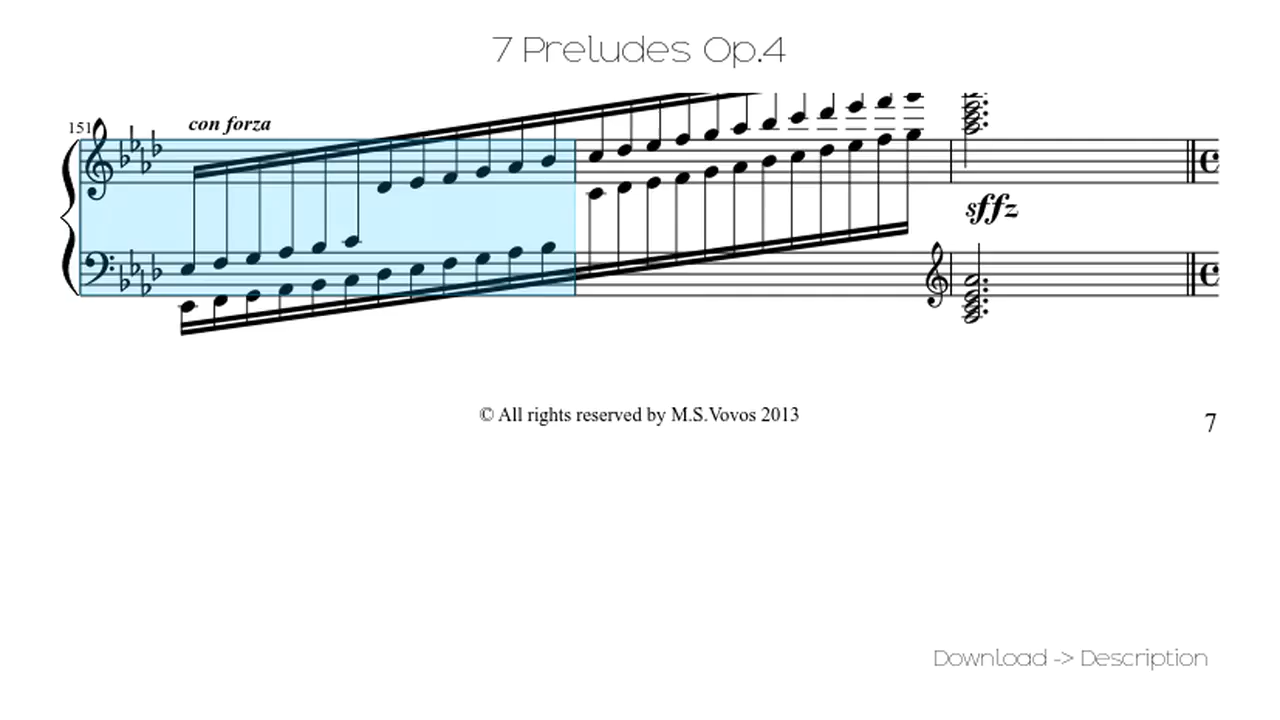 7 Preludes Op.4
151
con forza
sffz
© All rights reserved by M.S.Vovos 2013
7
Download -> Description